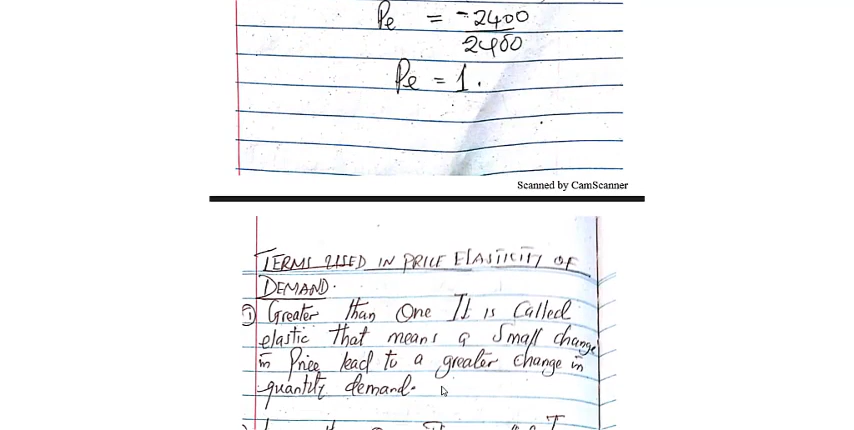 Pe = -2400
2400
Pe = 1.
Scanned by CamScanner
TERMS USED IN PRICE ELASTICITY OF
DEMAND.
① Greater than One It is Called
elastic that means a Small change
in Price lead to a greater change in
quantity demand.